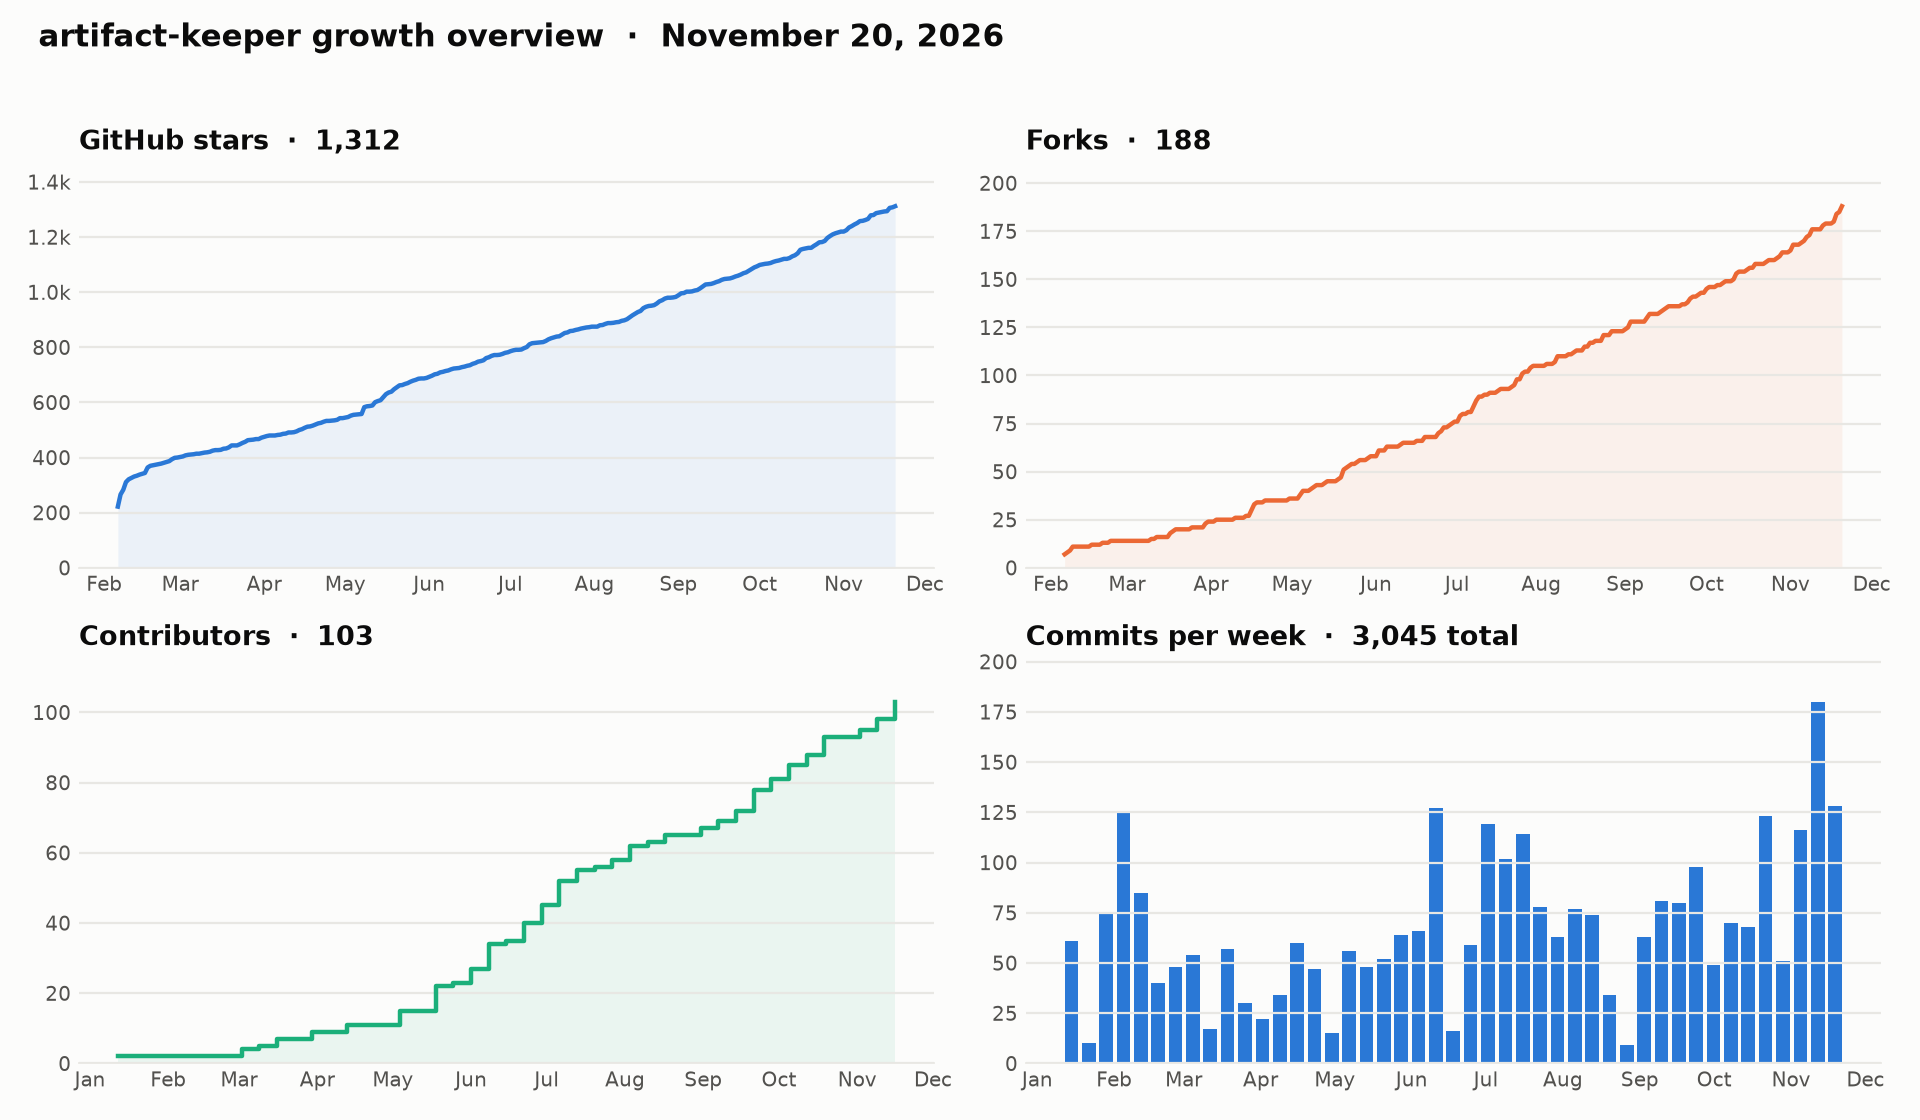 artifact-keeper growth overview · November 20, 2026
GitHub stars · 1,312
1.4k
1.2k
1.0k
800
600
400
200
0
Feb Mar Apr May Jun Jul Aug Sep Oct Nov Dec
Forks · 188
200
175
150
125
100
75
50
25
0
Feb Mar Apr May Jun Jul Aug Sep Oct Nov Dec
Contributors · 103
100
80
60
40
20
0
Jan Feb Mar Apr May Jun Jul Aug Sep Oct Nov Dec
Commits per week · 3,045 total
200
175
150
125
100
75
50
25
0
Jan Feb Mar Apr May Jun Jul Aug Sep Oct Nov Dec